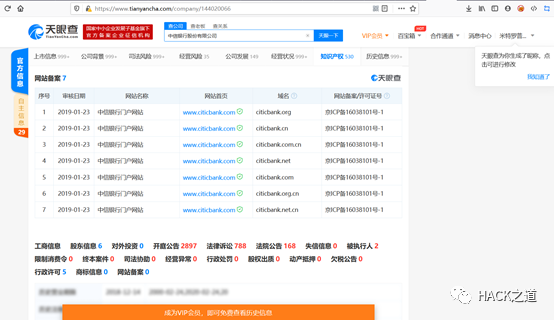 https://www.tianyancha.com/company/144020066
天眼查
国家中小企业发展子基金旗下
官方备案企业征信机构
查公司 查老板 查关系
中信银行股份有限公司 天眼一下
VIP会员 百宝箱 合作通道 消息中心 米特罗普...
天眼查为你生成了昵称，点
击可进行修改
我知道了
上市信息 999+ 公司背景 999+ 司法风险 999+ 经营风险 35 公司发展 149 经营状况 999+ 知识产权 530 历史信息 999+
官方信息
自主信息
29
网站备案 7
天眼查
序号 审核日期 网站名称 网站首页 域名 网站备案/许可证号
1 2019-01-23 中信银行门户网站 www.citicbank.com citicbank.org 京ICP备16038101号-1
2 2019-01-23 中信银行门户网站 www.citicbank.com citicbank.cn 京ICP备16038101号-1
3 2019-01-23 中信银行门户网站 www.citicbank.com citicbank.com.cn 京ICP备16038101号-1
4 2019-01-23 中信银行门户网站 www.citicbank.com citicbank.net 京ICP备16038101号-1
5 2019-01-23 中信银行门户网站 www.citicbank.com citicbank.com 京ICP备16038101号-1
6 2019-01-23 中信银行门户网站 www.citicbank.com citicbank.org.cn 京ICP备16038101号-1
7 2019-01-23 中信银行门户网站 www.citicbank.com citicbank.net.cn 京ICP备16038101号-1
工商信息 股东信息 6 对外投资 0 开庭公告 2897 法律诉讼 788 法院公告 168 失信信息 0 被执行人 2
限制消费令 0 终本案件 0 司法协助 0 经营异常 0 行政处罚 0 股权出质 0 动产抵押 0 欠税公告 0
行政许可 5 商标信息 0 网站备案 0
成为VIP会员，即可免费查看历史信息
HACK之道